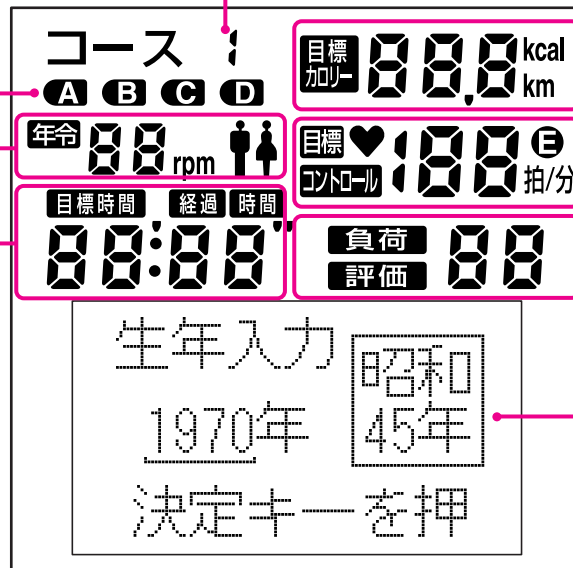 コース 1
A B C D
目標
カロリー 88.8 kcal
km
年令 88 rpm
目標 ♥ 188 E
コントロール 拍/分
目標時間 経過 時間
88:88
負荷 88
評価
生年入力
昭和
1970年 45年
決定キーを押